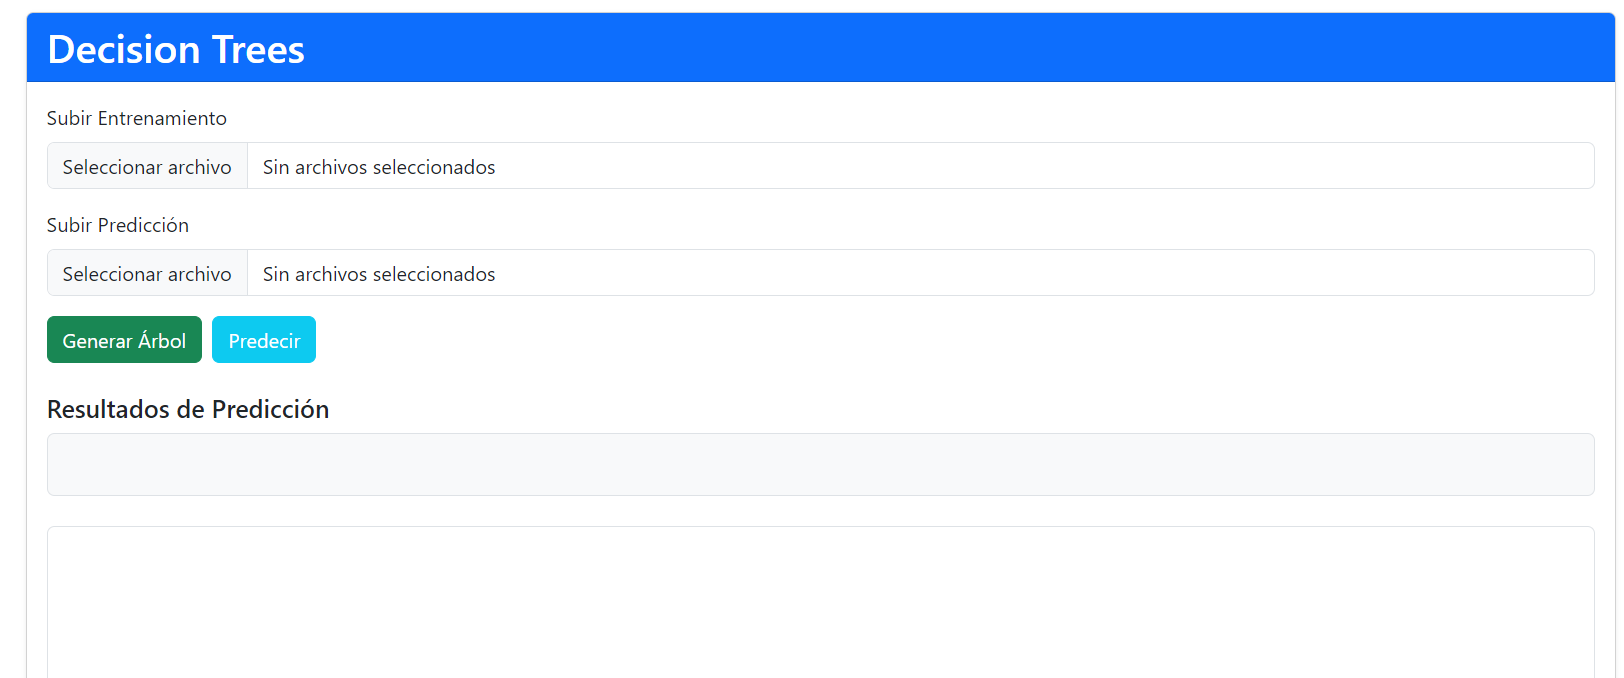 Decision Trees
Subir Entrenamiento
Seleccionar archivo Sin archivos seleccionados
Subir Predicción
Seleccionar archivo Sin archivos seleccionados
Generar Árbol Predecir
Resultados de Predicción